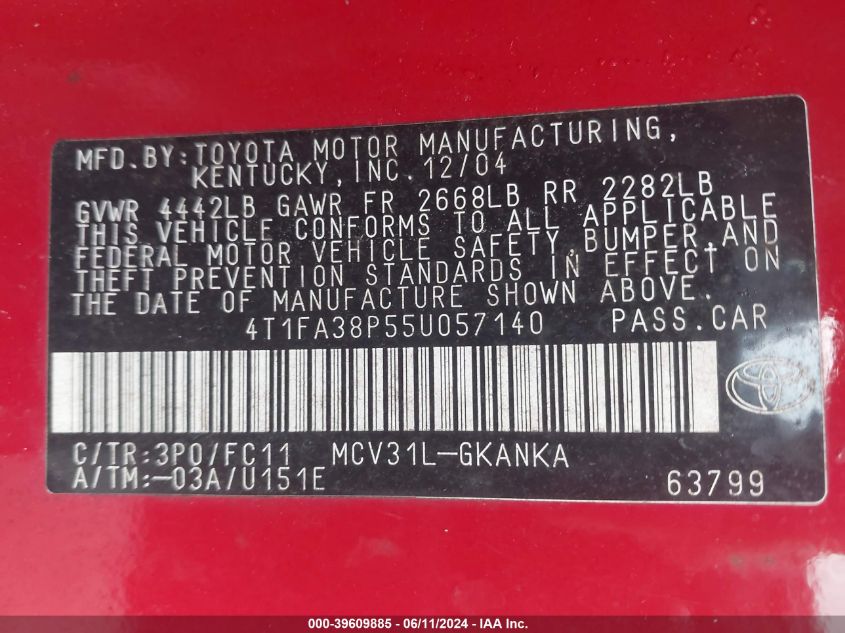 MFD. BY: TOYOTA MOTOR MANUFACTURING,
KENTUCKY, INC. 12/04
GVWR 4442LB GAWR FR 2668LB RR 2282LB
THIS VEHICLE CONFORMS TO ALL APPLICABLE
FEDERAL MOTOR VEHICLE SAFETY, BUMPER, AND
THEFT PREVENTION STANDARDS IN EFFECT ON
THE DATE OF MANUFACTURE SHOWN ABOVE.
4T1FA38P55U057140 PASS. CAR
C/TR: 3P0/FC11 MCV31L-GKANKA
A/TM: -03A/U151E 63799
000-39609885 - 06/11/2024 - IAA Inc.